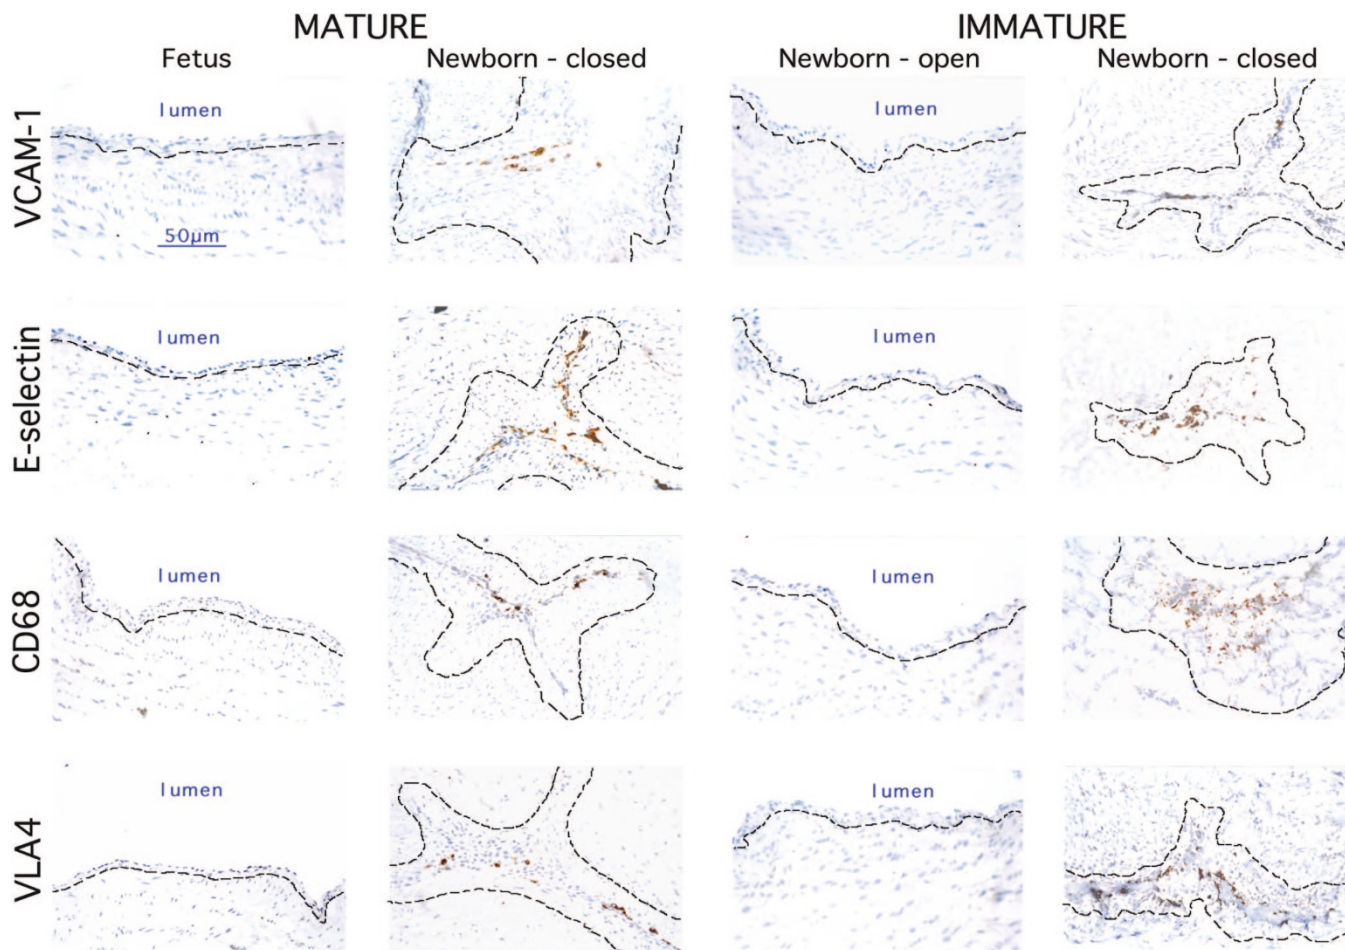 MATURE IMMATURE
Fetus Newborn - closed Newborn - open Newborn - closed
VCAM-1
lumen lumen
50µm
E-selectin
lumen lumen
CD68
lumen lumen
VLA4
lumen lumen